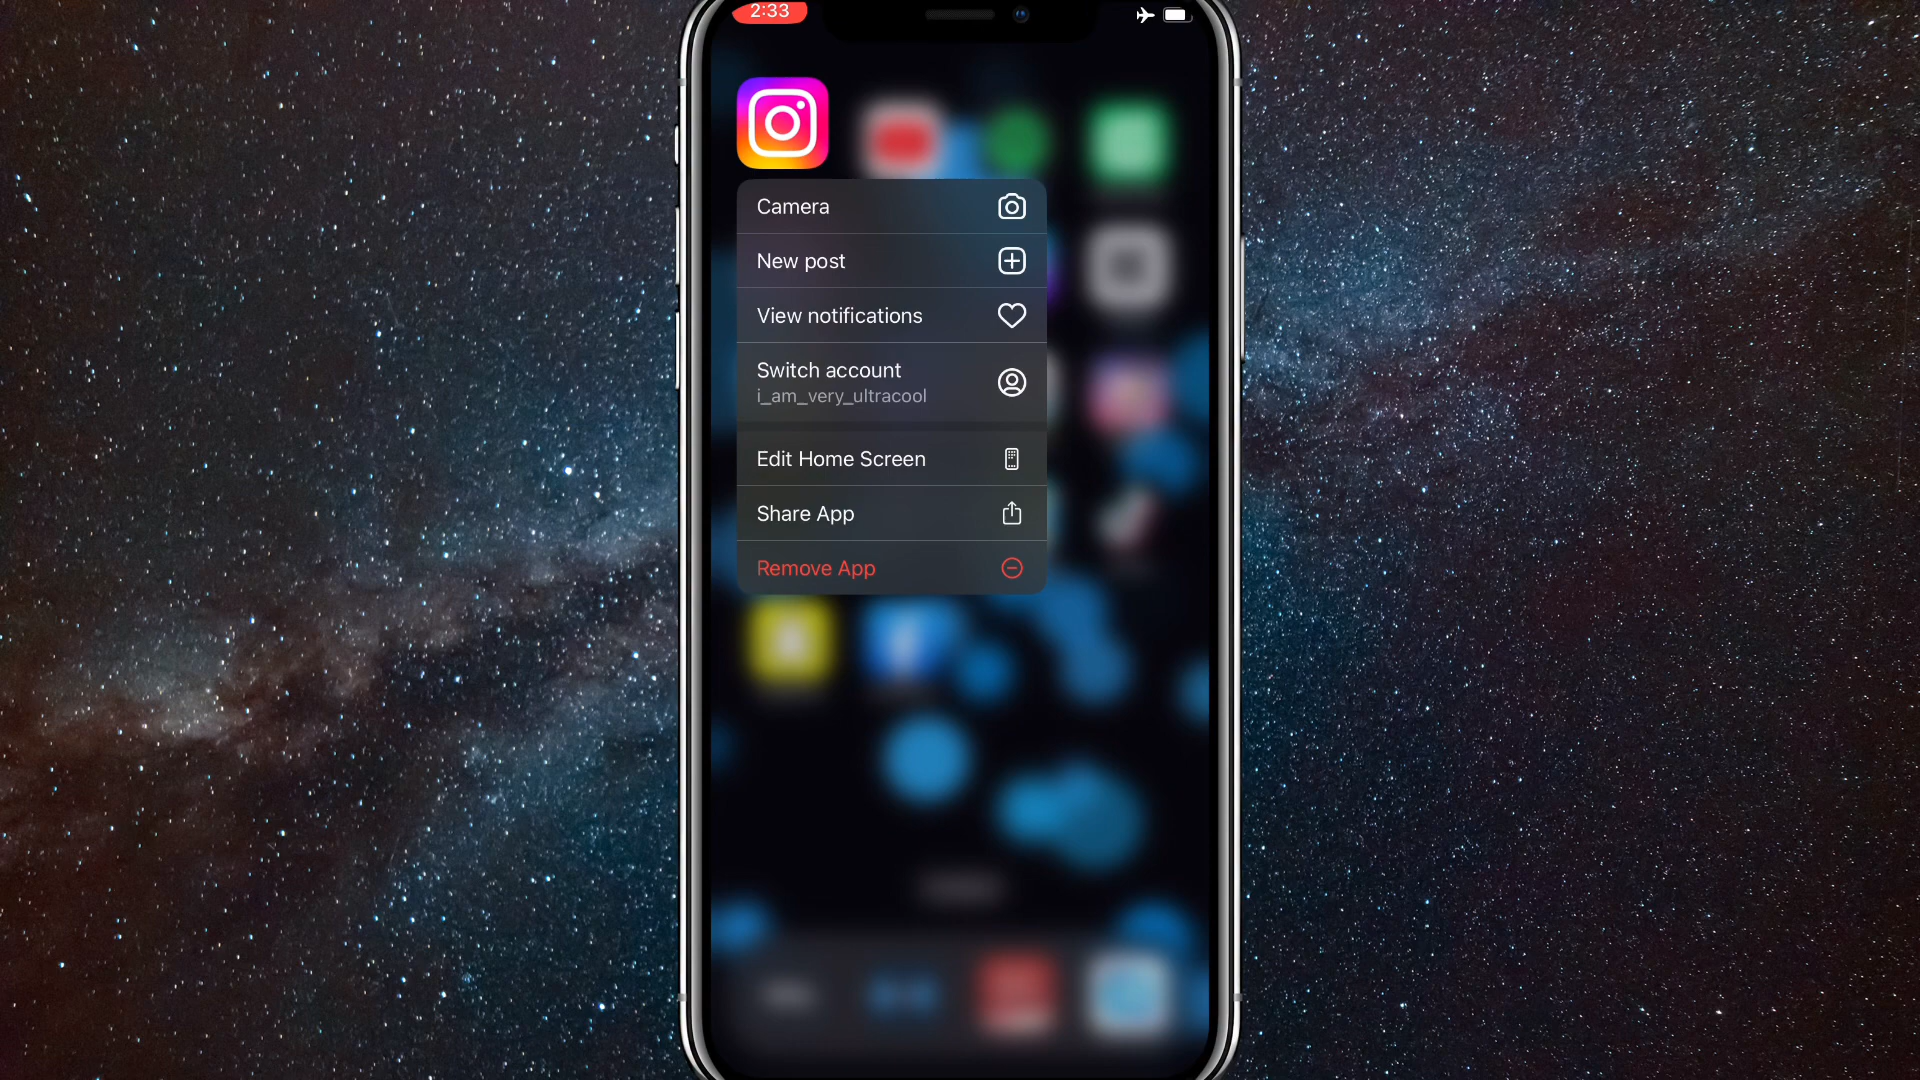 2:33
Camera
New post
View notifications
Switch account
i_am_very_ultracool
Edit Home Screen
Share App
Remove App